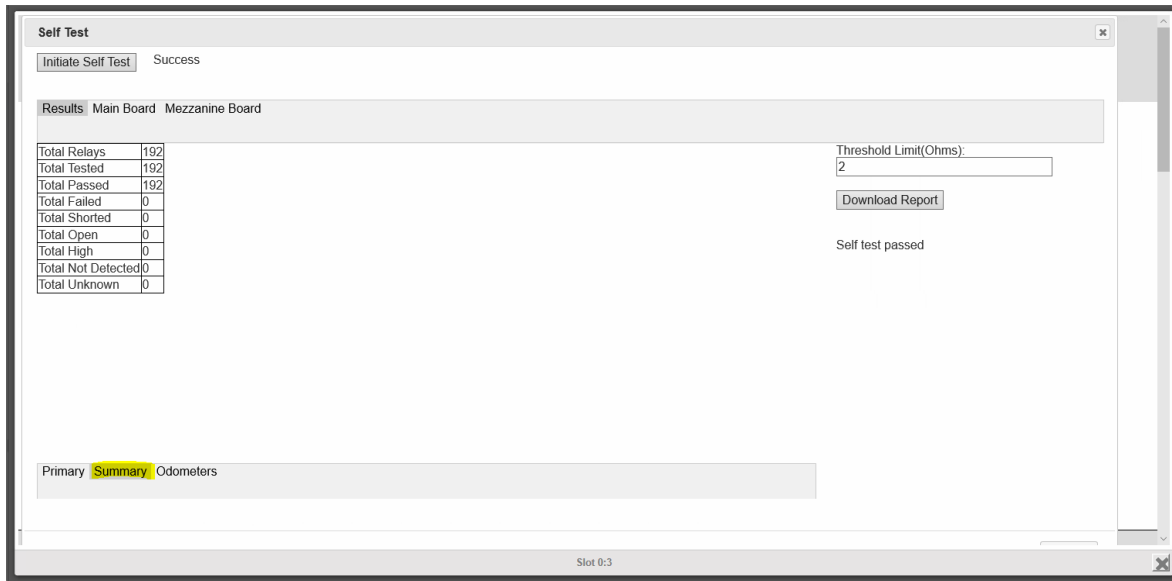 Self Test
Initiate Self Test Success
Results Main Board Mezzanine Board
Total Relays 192
Total Tested 192
Total Passed 192
Total Failed 0
Total Shorted 0
Total Open 0
Total High 0
Total Not Detected 0
Total Unknown 0
Threshold Limit(Ohms):
2
Download Report
Self test passed
Primary Summary Odometers
Slot 0:3